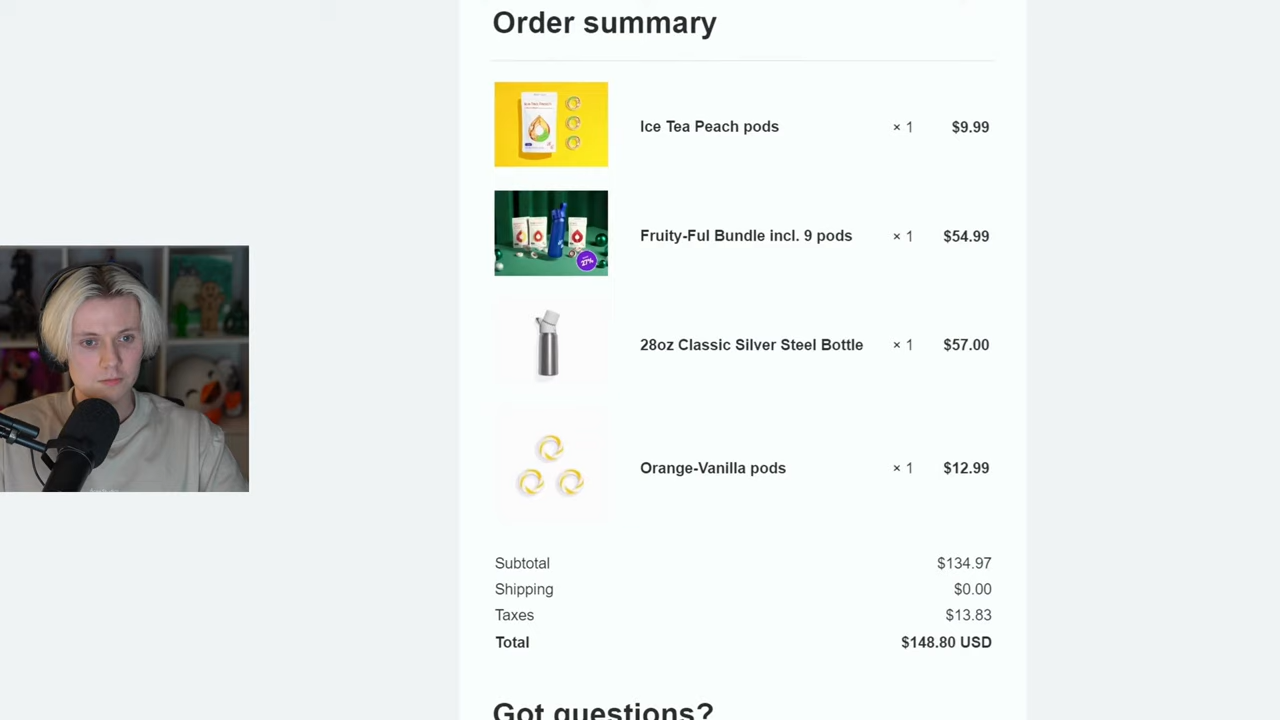 Order summary
Ice Tea Peach pods × 1 $9.99
Fruity-Ful Bundle incl. 9 pods × 1 $54.99
27%
28oz Classic Silver Steel Bottle × 1 $57.00
Orange-Vanilla pods × 1 $12.99
Subtotal $134.97
Shipping $0.00
Taxes $13.83
Total $148.80 USD
Got questions?